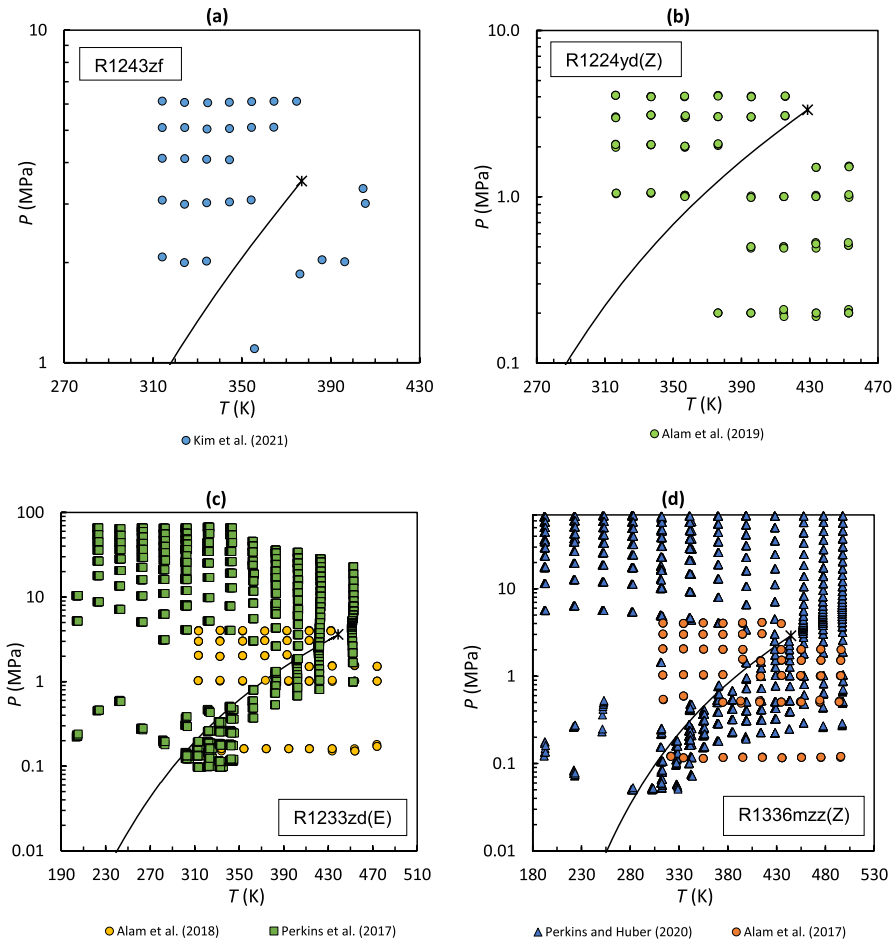 (a)
10
R1243zf
P (MPa)
1
270 310 350 390 430
T (K)
Kim et al. (2021)
(b)
10.0
R1224yd(Z)
P (MPa)
1.0
0.1
270 310 350 390 430 470
T (K)
Alam et al. (2019)
(c)
100
10
P (MPa)
1
0.1
R1233zd(E)
0.01
190 230 270 310 350 390 430 470 510
T (K)
Alam et al. (2018) Perkins et al. (2017)
(d)
10
P (MPa)
1
0.1
R1336mzz(Z)
0.01
180 230 280 330 380 430 480 530
T (K)
Perkins and Huber (2020) Alam et al. (2017)